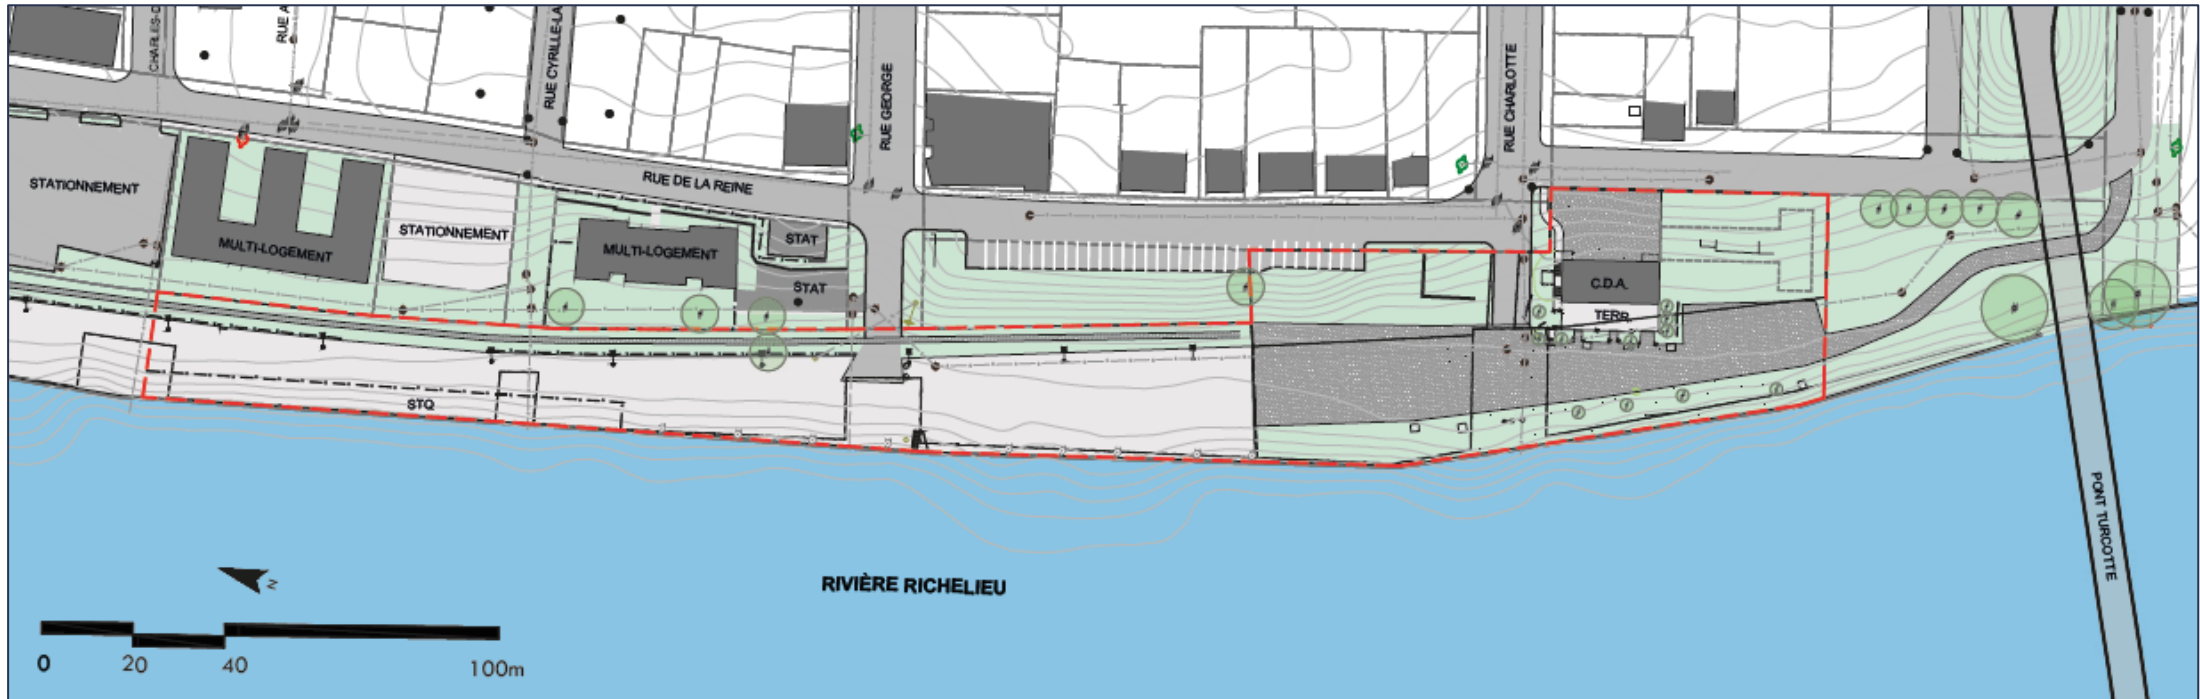 RUE CYRILLE-LA
RUE GEORGE
RUE CHARLOTTE
STATIONNEMENT
RUE DE LA REINE
MULTI-LOGEMENT
STATIONNEMENT
MULTI-LOGEMENT
STAT
STAT
C.D.A.
TERR.
STQ
PONT TURCOTTE
RIVIÈRE RICHELIEU
N
0 20 40 100m